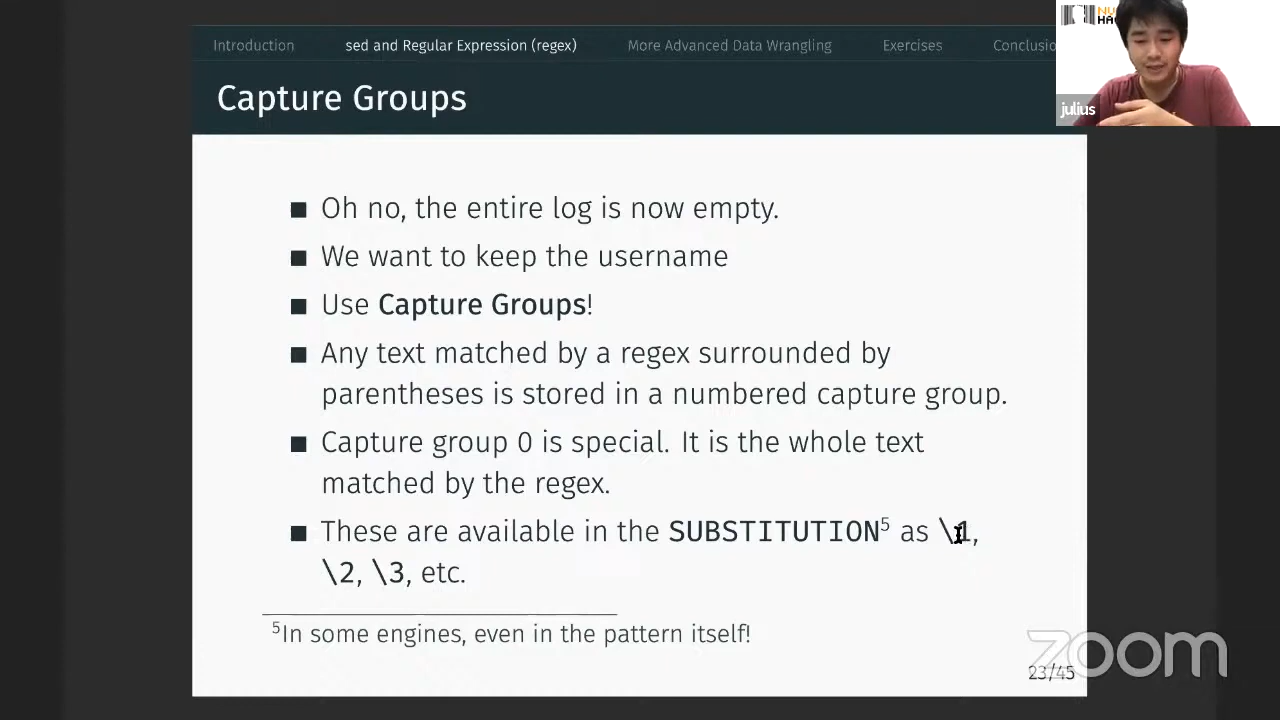 Introduction sed and Regular Expression (regex) More Advanced Data Wrangling Exercises
Capture Groups
julius
Oh no, the entire log is now empty.
We want to keep the username
Use Capture Groups!
Any text matched by a regex surrounded by
parentheses is stored in a numbered capture group.
Capture group 0 is special. It is the whole text
matched by the regex.
These are available in the SUBSTITUTION5 as \1,
\2, \3, etc.
5In some engines, even in the pattern itself!
zoom
23/45